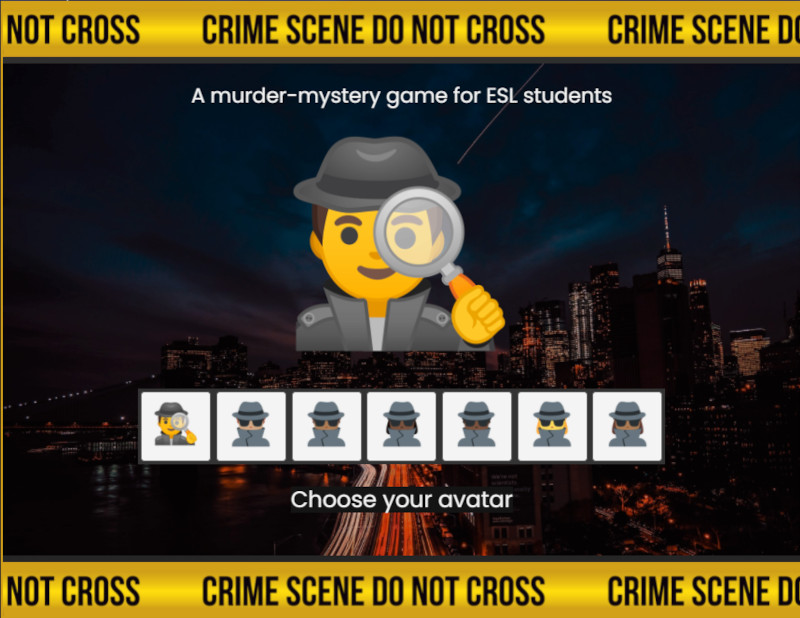 NOT CROSS CRIME SCENE DO NOT CROSS CRIME SCENE DO
A murder-mystery game for ESL students
Choose your avatar
NOT CROSS CRIME SCENE DO NOT CROSS CRIME SCENE DO